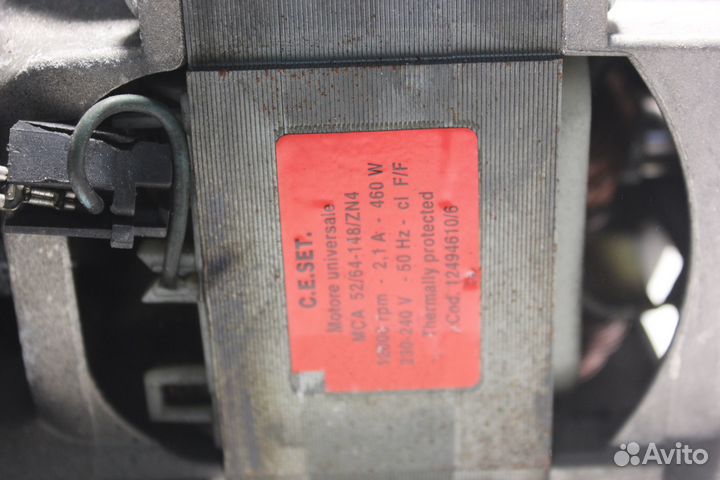 C.E.SET.
Motore universale
MCA 52/64-148/ZN4
rpm - 2,1A - 460 W
230-240 V - 50 Hz - cl F/F
Thermally protected
Cod. 12494610/6
Avito